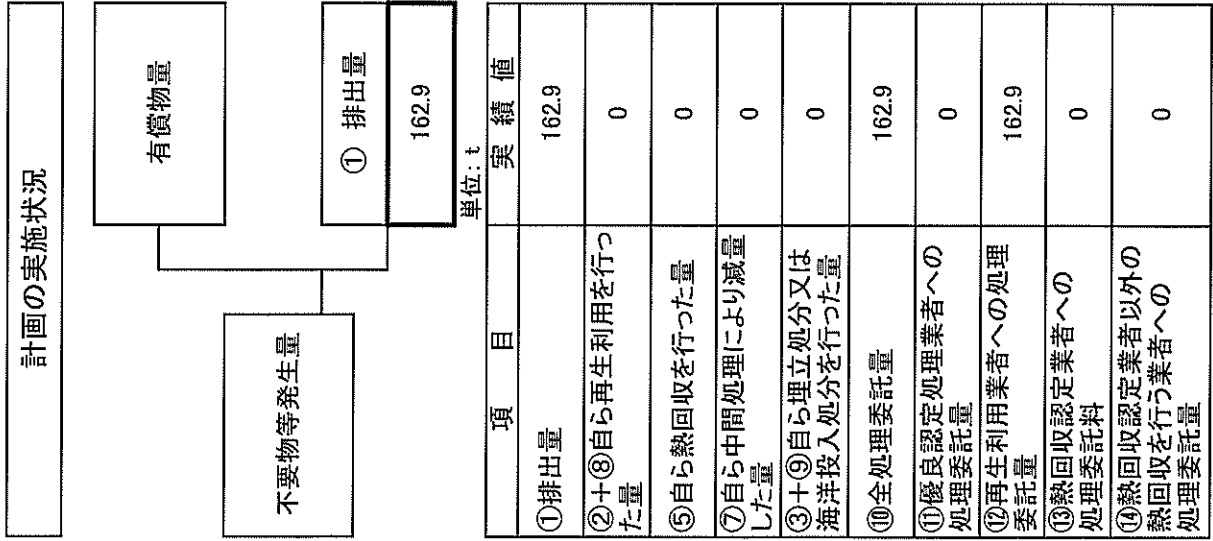 計画の実施状況
不要物等発生量
有償物量
① 排出量
162.9
単位:t
項 目
実 績 値
①排出量
162.9
②+⑧自ら再生利用を行っ
た量
0
⑤自ら熱回収を行った量
0
⑦自ら中間処理により減量
した量
0
③+⑨自ら埋立処分又は
海洋投入処分を行った量
0
⑩全処理委託量
162.9
⑪優良認定処理業者への
処理委託量
0
⑫再生利用業者への処理
委託量
162.9
⑬熱回収認定業者への
処理委託料
0
⑭熱回収認定業者以外の
熱回収を行う業者への
処理委託量
0